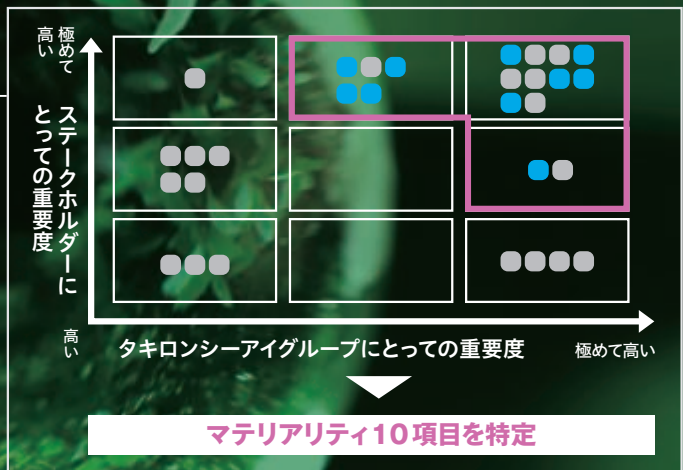 極めて
高い
ステークホルダーに
とっての重要度
高い
タキロンシーアイグループにとっての重要度
極めて高い
マテリアリティ10項目を特定